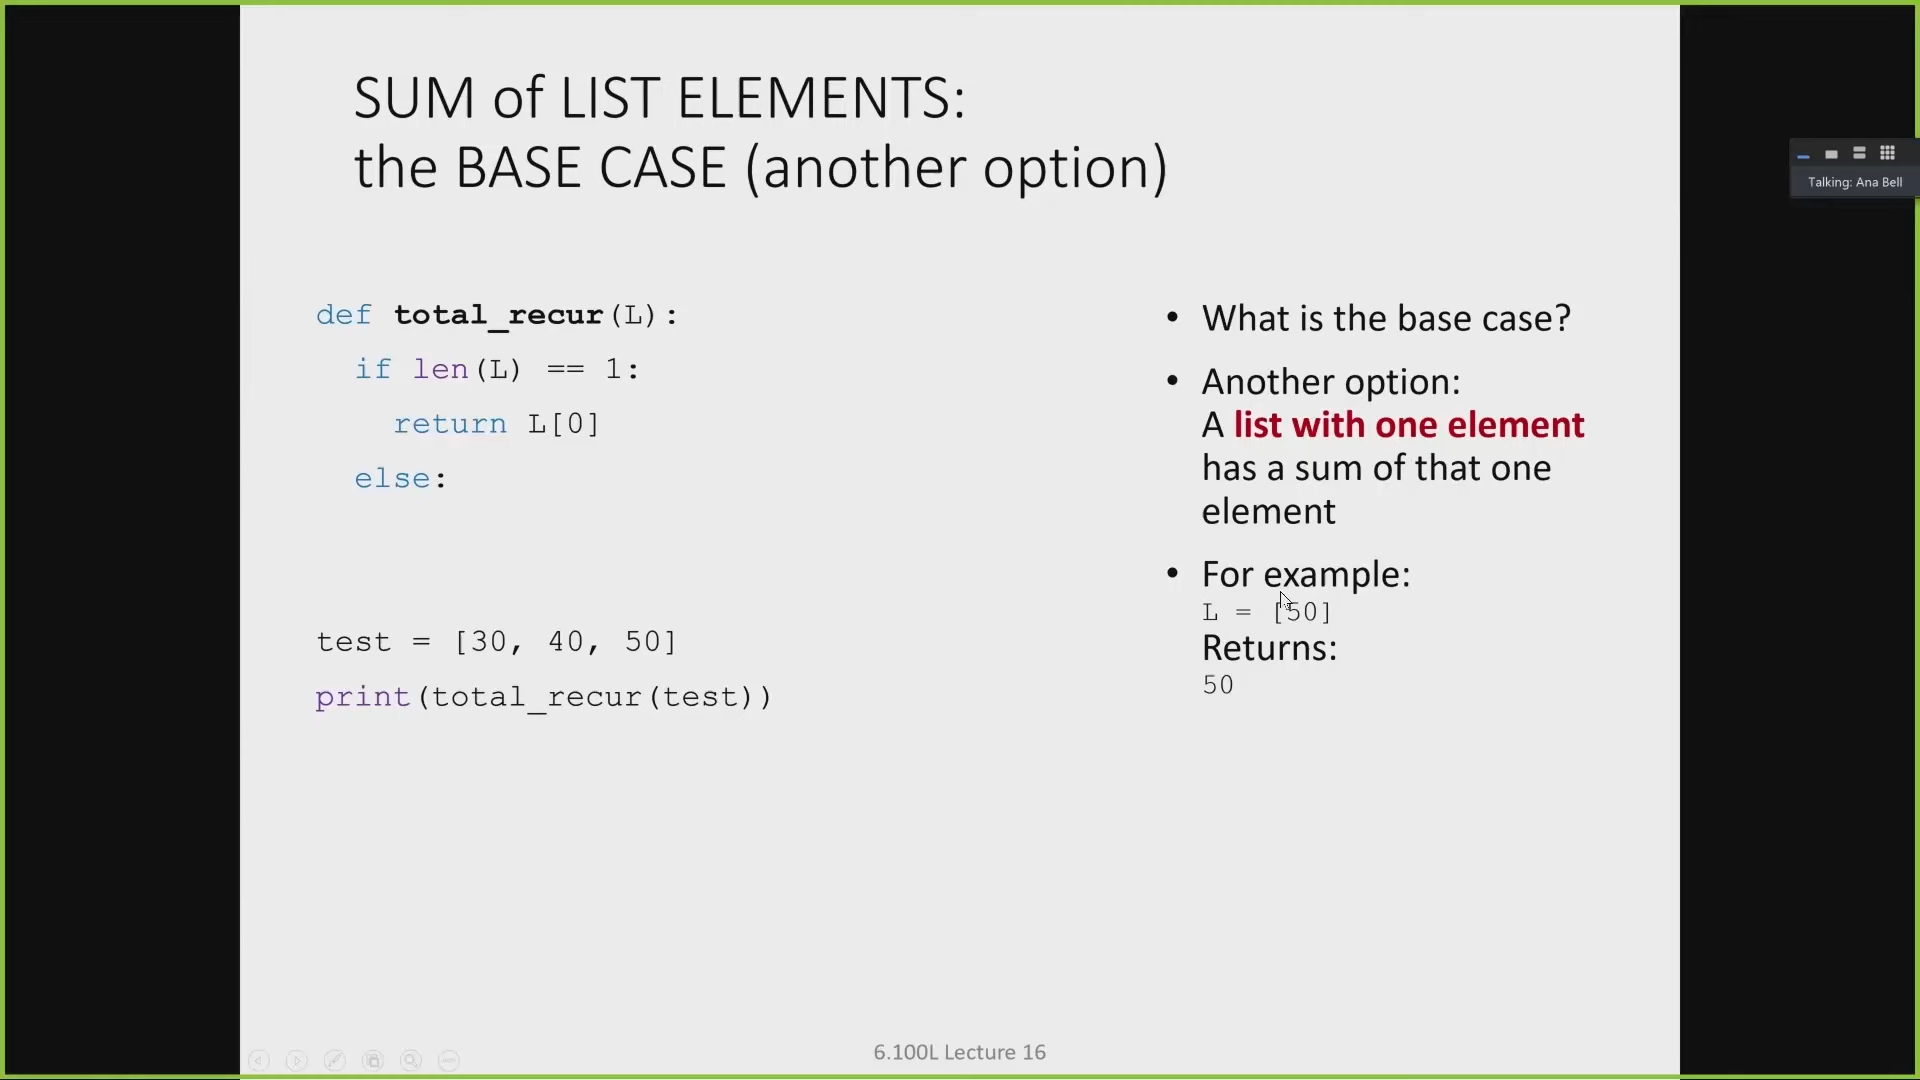 SUM of LIST ELEMENTS:
the BASE CASE (another option)
def total_recur(L):
  if len(L) == 1:
    return L[0]
  else:
test = [30, 40, 50]
print(total_recur(test))
• What is the base case?
• Another option:
A list with one element
has a sum of that one
element
• For example:
L = [50]
Returns:
50
Talking: Ana Bell
6.100L Lecture 16